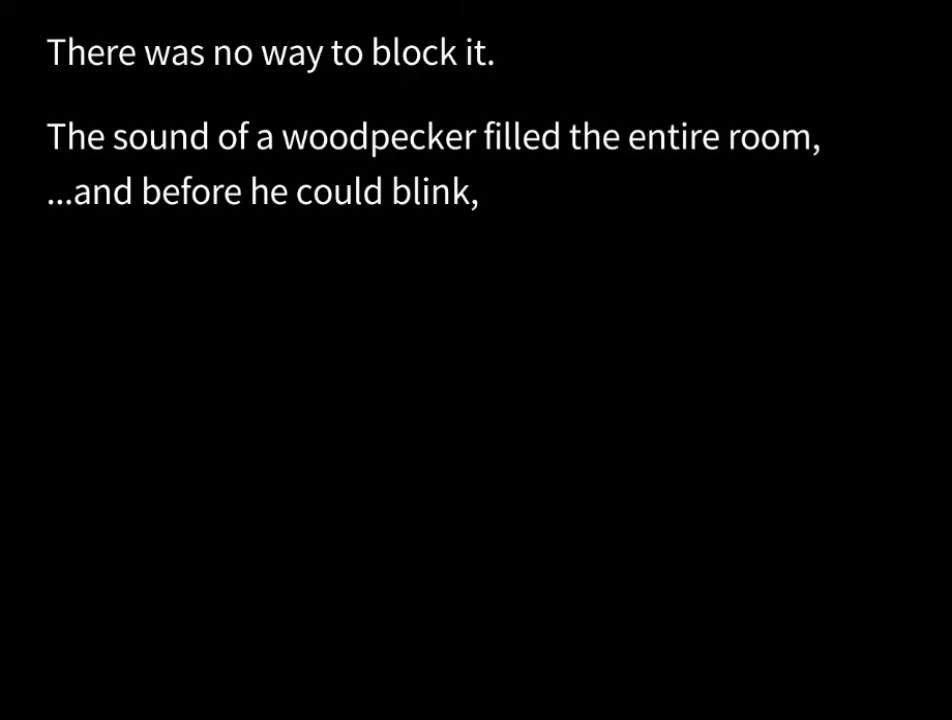 There was no way to block it.
The sound of a woodpecker filled the entire room,
...and before he could blink,